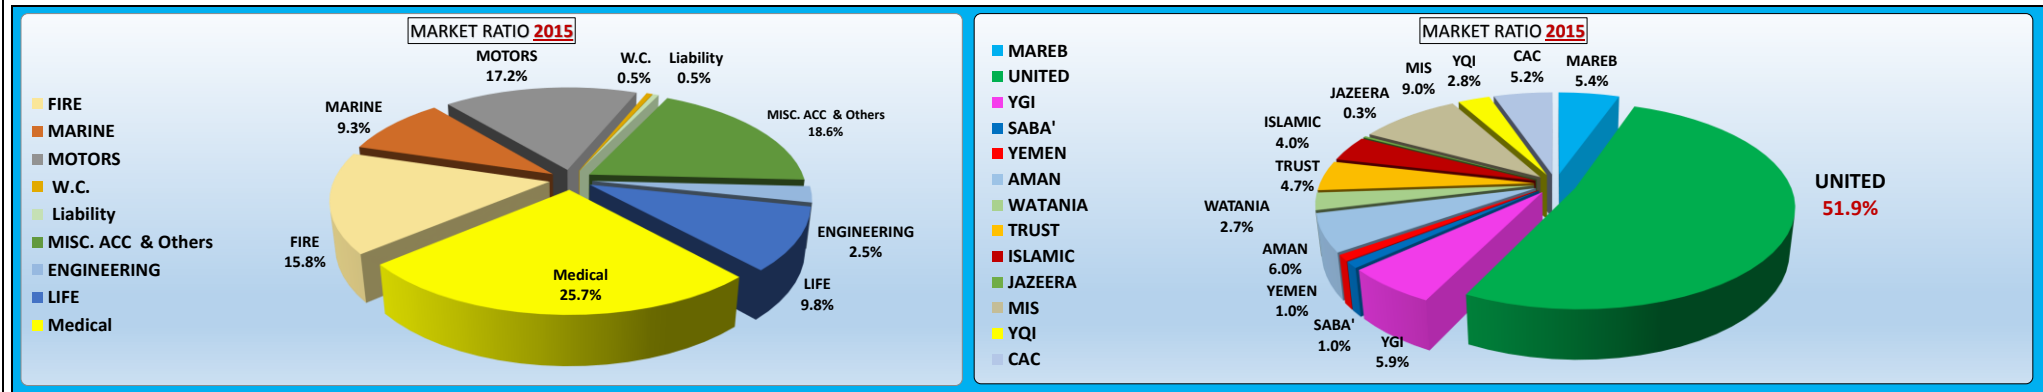 MARKET RATIO 2015
FIRE
MARINE
MOTORS
W.C.
Liability
MISC. ACC & Others
ENGINEERING
LIFE
Medical
MOTORS
17.2%
W.C.
0.5%
Liability
0.5%
MARINE
9.3%
MISC. ACC & Others
18.6%
FIRE
15.8%
ENGINEERING
2.5%
Medical
25.7%
LIFE
9.8%
MARKET RATIO 2015
MAREB
UNITED
YGI
SABA'
YEMEN
AMAN
WATANIA
TRUST
ISLAMIC
JAZEERA
MIS
YQI
CAC
MIS
9.0%
YQI
2.8%
CAC
5.2%
MAREB
5.4%
JAZEERA
0.3%
ISLAMIC
4.0%
TRUST
4.7%
UNITED
51.9%
WATANIA
2.7%
AMAN
6.0%
YEMEN
1.0%
SABA'
1.0%
YGI
5.9%